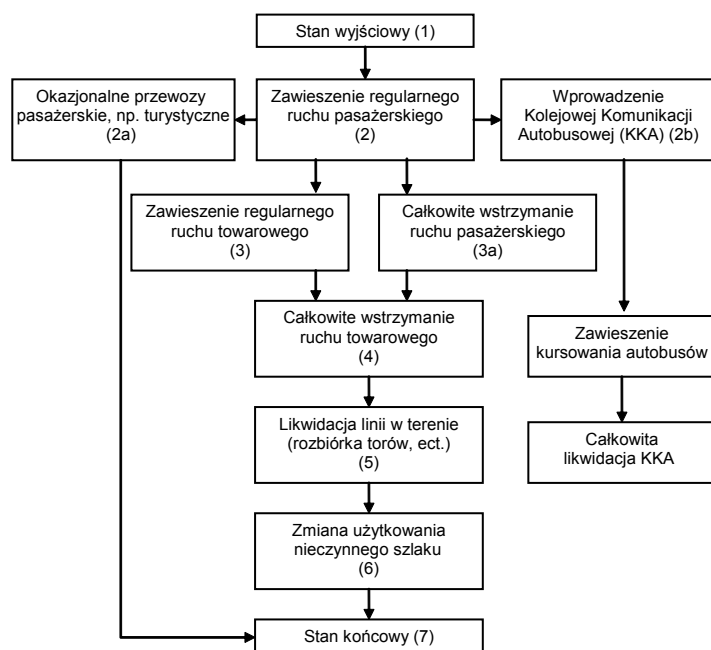 Stan wyjściowy (1)
Okazjonalne przewozy
pasażerskie, np. turystyczne
(2a)
Zawieszenie regularnego
ruchu pasażerskiego
(2)
Wprowadzenie
Kolejowej Komunikacji
Autobusowej (KKA) (2b)
Zawieszenie regularnego
ruchu towarowego
(3)
Całkowite wstrzymanie
ruchu pasażerskiego
(3a)
Całkowite wstrzymanie
ruchu towarowego
(4)
Zawieszenie
kursowania autobusów
Likwidacja linii w terenie
(rozbiórka torów, ect.)
(5)
Całkowita
likwidacja KKA
Zmiana użytkowania
nieczynnego szlaku
(6)
Stan końcowy (7)